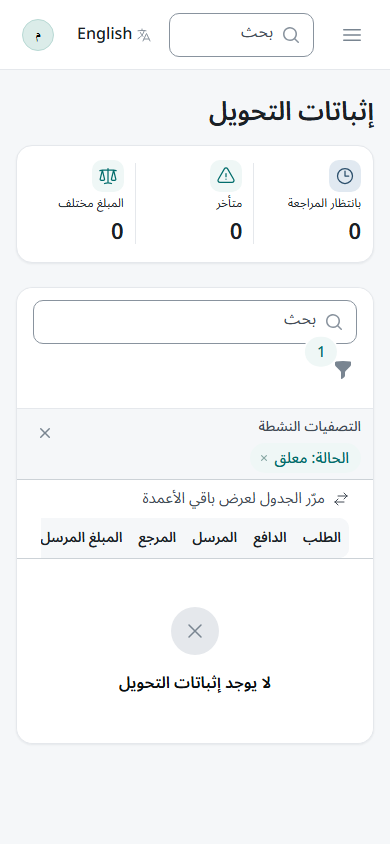 بحث
English
م
إثباتات التحويل
بانتظار المراجعة
0
متأخر
0
المبلغ مختلف
0
بحث
1
التصفيات النشطة
الحالة: معلق ×
مرّر الجدول لعرض باقي الأعمدة
الطلب الدافع المرسل المرجع المبلغ المرسل
لا يوجد إثباتات التحويل